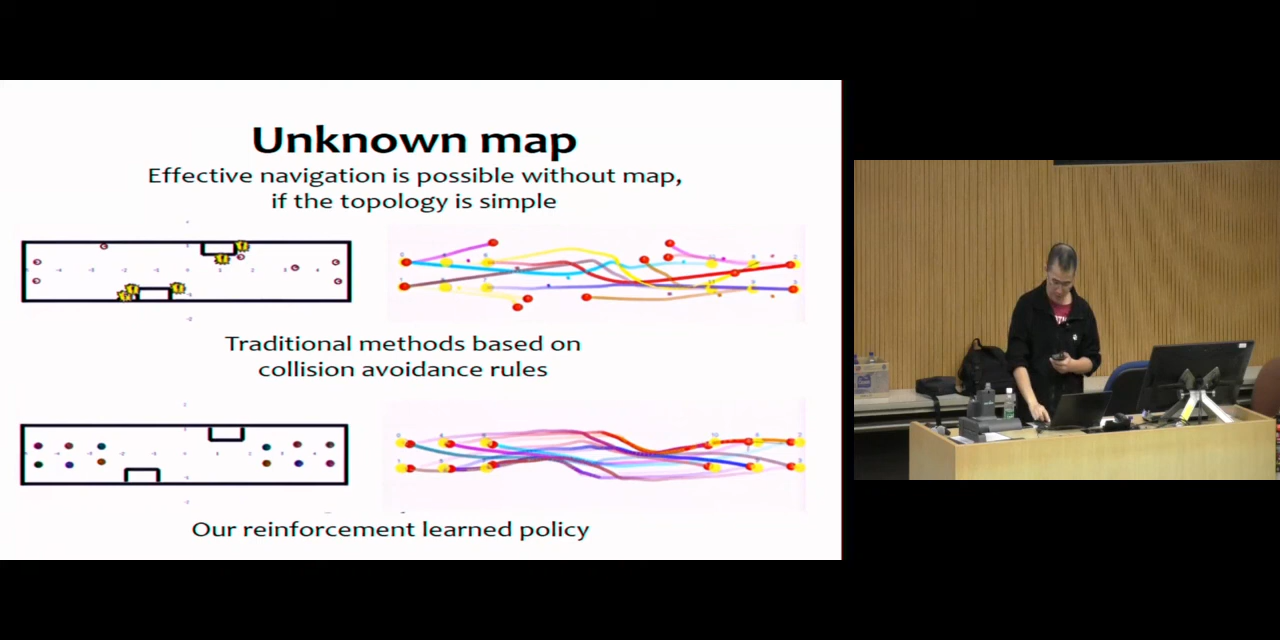 Unknown map
Effective navigation is possible without map,
if the topology is simple
Traditional methods based on
collision avoidance rules
Our reinforcement learned policy